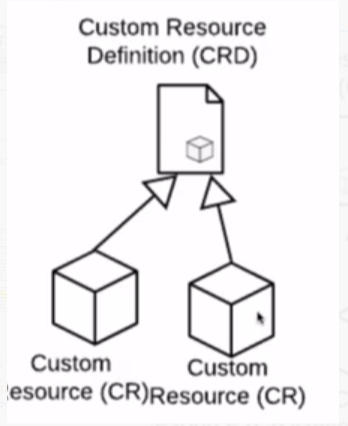 Custom Resource
Definition (CRD)
Custom
esource (CR)
Custom
Resource (CR)